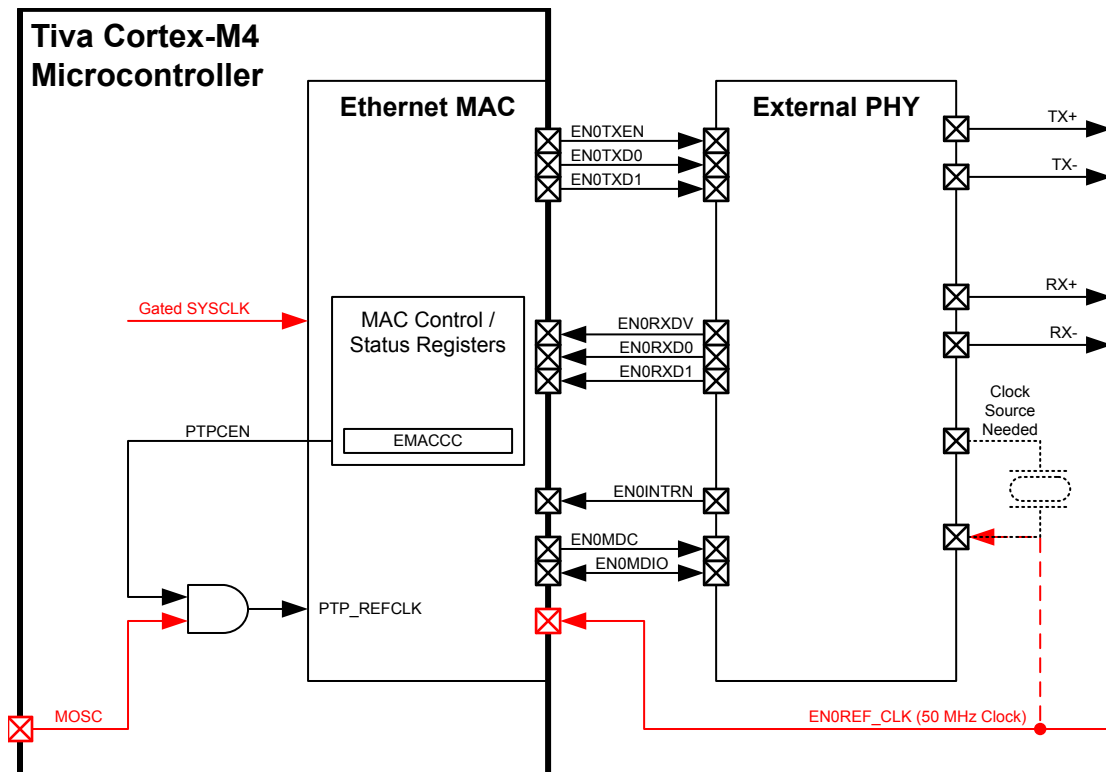 Tiva Cortex-M4
Microcontroller
Ethernet MAC
External PHY
EN0TXEN
EN0TXD0
EN0TXD1
TX+
TX-
Gated SYSCLK
MAC Control /
Status Registers
EN0RXDV
EN0RXD0
EN0RXD1
RX+
RX-
Clock
Source
Needed
PTPCEN
EMACCC
EN0INTRN
EN0MDC
EN0MDIO
PTP_REFCLK
MOSC
EN0REF_CLK (50 MHz Clock)